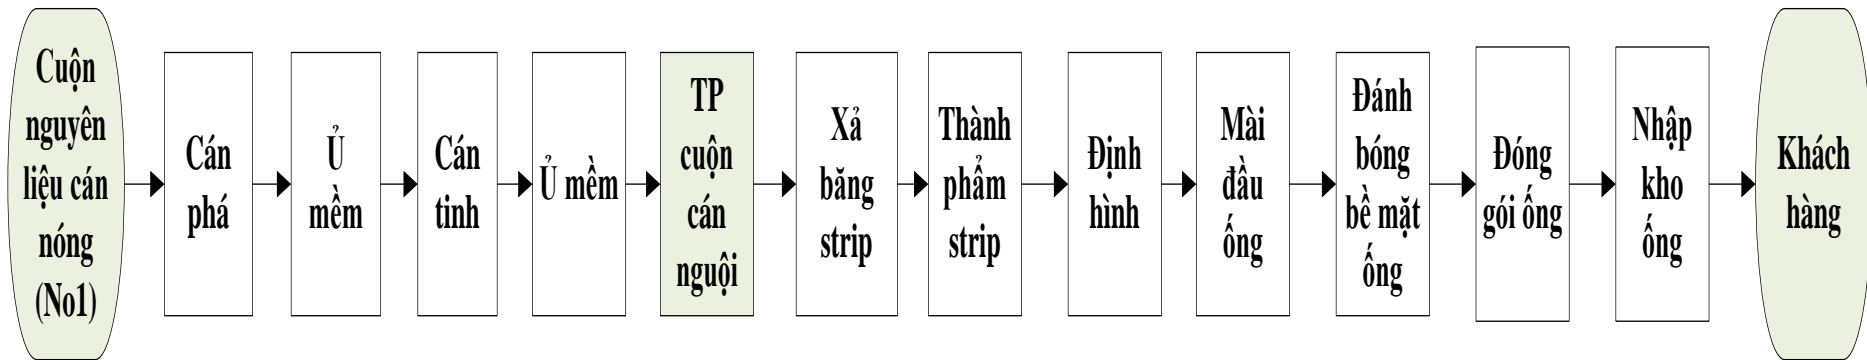 Cuộn
nguyên
liệu cán
nóng
(No1)
Cán
phá
Ủ
mềm
Cán
tinh
Ủ mềm
TP
cuộn
cán
nguội
Xả
băng
strip
Thành
phẩm
strip
Định
hình
Mài
đầu
ống
Đánh
bóng
bề mặt
ống
Đóng
gói ống
Nhập
kho
ống
Khách
hàng